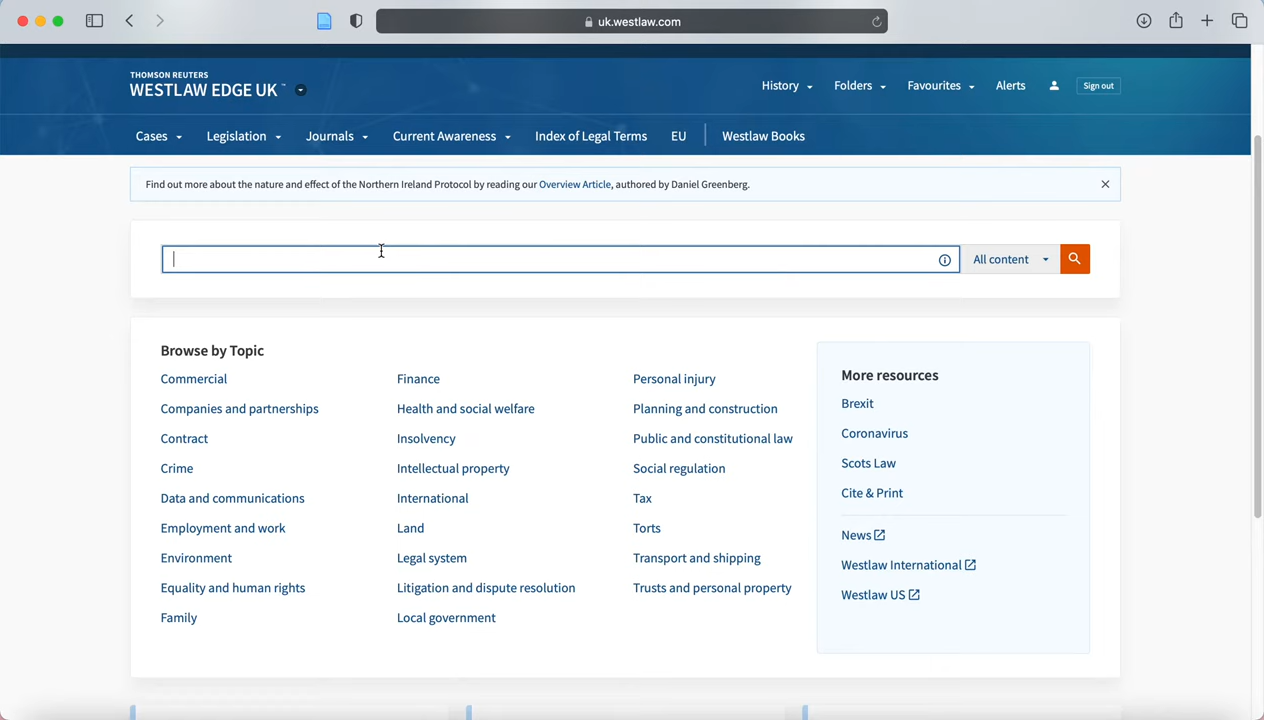 uk.westlaw.com
THOMSON REUTERS
WESTLAW EDGE UK™
History Folders Favourites Alerts Sign out
Cases Legislation Journals Current Awareness Index of Legal Terms EU Westlaw Books
Find out more about the nature and effect of the Northern Ireland Protocol by reading our Overview Article, authored by Daniel Greenberg.
All content
Browse by Topic
Commercial
Companies and partnerships
Contract
Crime
Data and communications
Employment and work
Environment
Equality and human rights
Family
Finance
Health and social welfare
Insolvency
Intellectual property
International
Land
Legal system
Litigation and dispute resolution
Local government
Personal injury
Planning and construction
Public and constitutional law
Social regulation
Tax
Torts
Transport and shipping
Trusts and personal property
More resources
Brexit
Coronavirus
Scots Law
Cite & Print
News
Westlaw International
Westlaw US